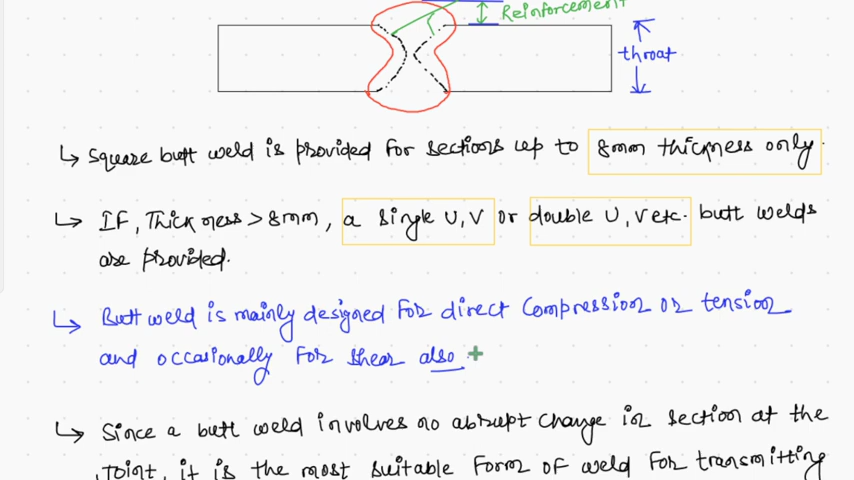 Reinforcement
throat
↳ Square butt weld is provided for sections up to 8mm thickness only.
↳ If, Thickness > 8mm, a single U, V or double U, V etc. butt welds
are provided.
↳ Butt weld is mainly designed for direct compression or tension
and occasionally for shear also
↳ Since a butt weld involves no abrupt change in section at the
Joint, it is the most suitable form of weld for transmitting